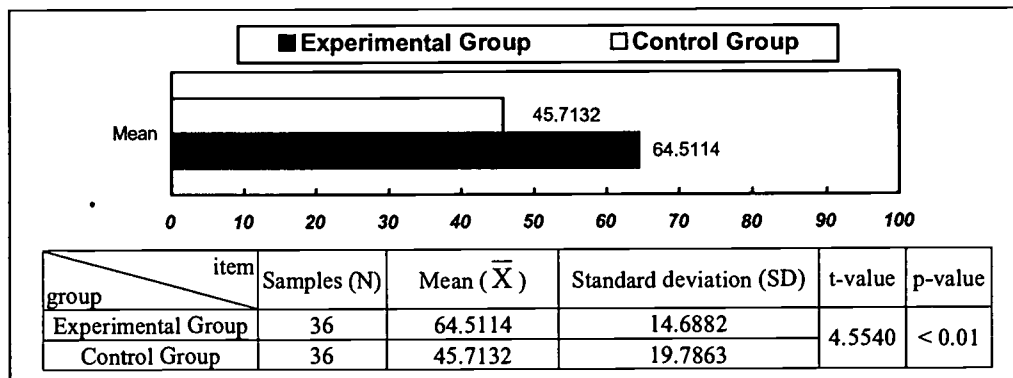 ■ Experimental Group □ Control Group
Mean
45.7132
64.5114
0 10 20 30 40 50 60 70 80 90 100
item
group
Samples (N) Mean ( X̄ ) Standard deviation (SD) t-value p-value
Experimental Group 36 64.5114 14.6882
4.5540 < 0.01
Control Group 36 45.7132 19.7863